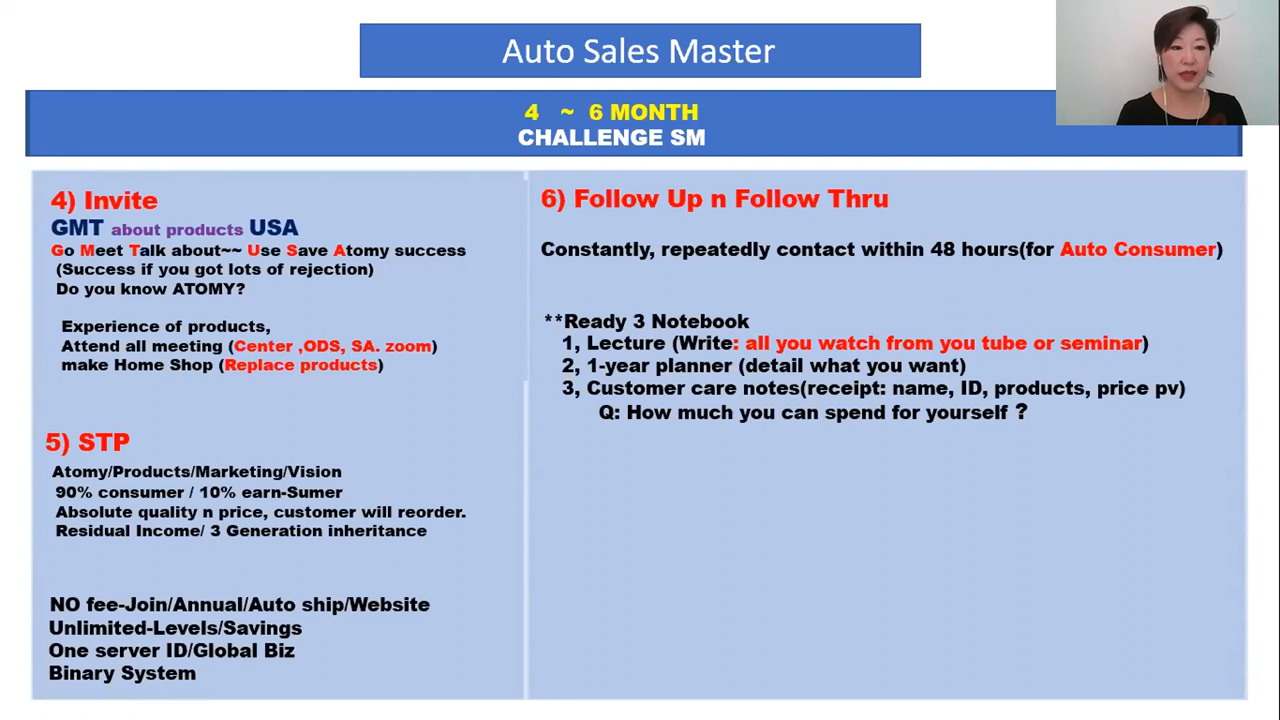 Auto Sales Master
4 ~ 6 MONTH
CHALLENGE SM
4) Invite
GMT about products USA
Go Meet Talk about~~ Use Save Atomy success
(Success if you got lots of rejection)
Do you know ATOMY?
Experience of products,
Attend all meeting (Center ,ODS, SA. zoom)
make Home Shop (Replace products)
5) STP
Atomy/Products/Marketing/Vision
90% consumer / 10% earn-Sumer
Absolute quality n price, customer will reorder.
Residual Income/ 3 Generation inheritance
NO fee-Join/Annual/Auto ship/Website
Unlimited-Levels/Savings
One server ID/Global Biz
Binary System
6) Follow Up n Follow Thru
Constantly, repeatedly contact within 48 hours(for Auto Consumer)
**Ready 3 Notebook
1, Lecture (Write: all you watch from you tube or seminar)
2, 1-year planner (detail what you want)
3, Customer care notes(receipt: name, ID, products, price pv)
Q: How much you can spend for yourself ?